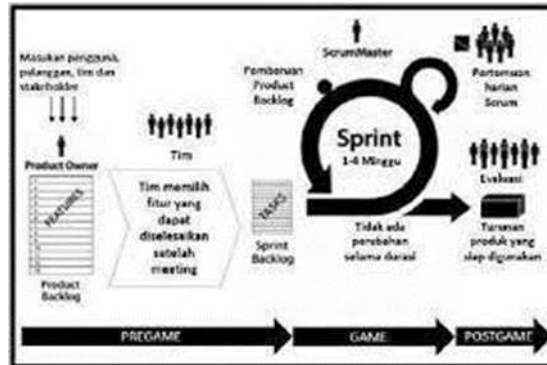 Masukan pengguna,
pelanggan, tim dan
stakeholder
Product Owner
FEATURES
Product
Backlog
Tim
Tim memilih
fitur yang
dapat
diselesaikan
setelah
meeting
TASKS
Sprint
Backlog
Pembaruan
Product
Backlog
ScrumMaster
Sprint
1-4 Minggu
Tidak ada
perubahan
selama durasi
Pertemuan
harian
Scrum
Evaluasi
Turunan
produk yang
siap digunakan
PREGAME
GAME
POSTGAME